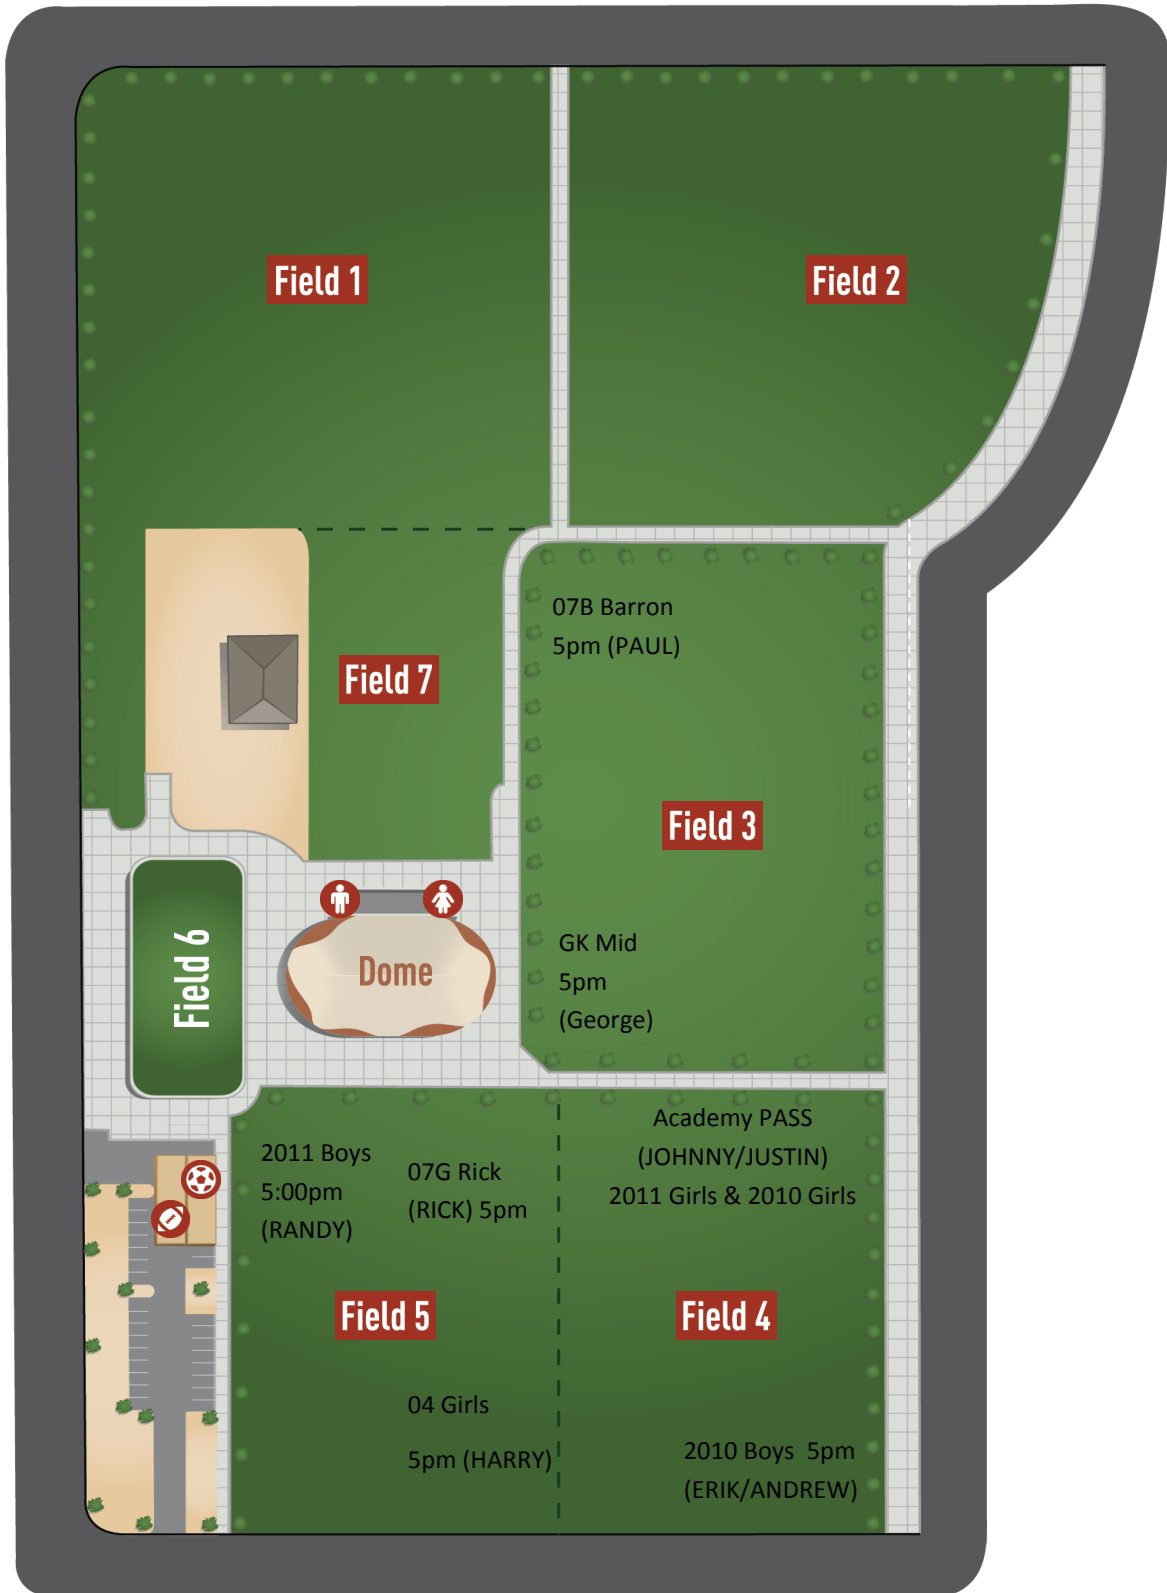 Field 1
Field 2
07B Barron
5pm (PAUL)
Field 7
Field 3
Field 6
Dome
GK Mid
5pm
(George)
2011 Boys
5:00pm
(RANDY)
07G Rick
(RICK) 5pm
Academy PASS
(JOHNNY/JUSTIN)
2011 Girls & 2010 Girls
Field 5
Field 4
04 Girls
5pm (HARRY)
2010 Boys  5pm
(ERIK/ANDREW)